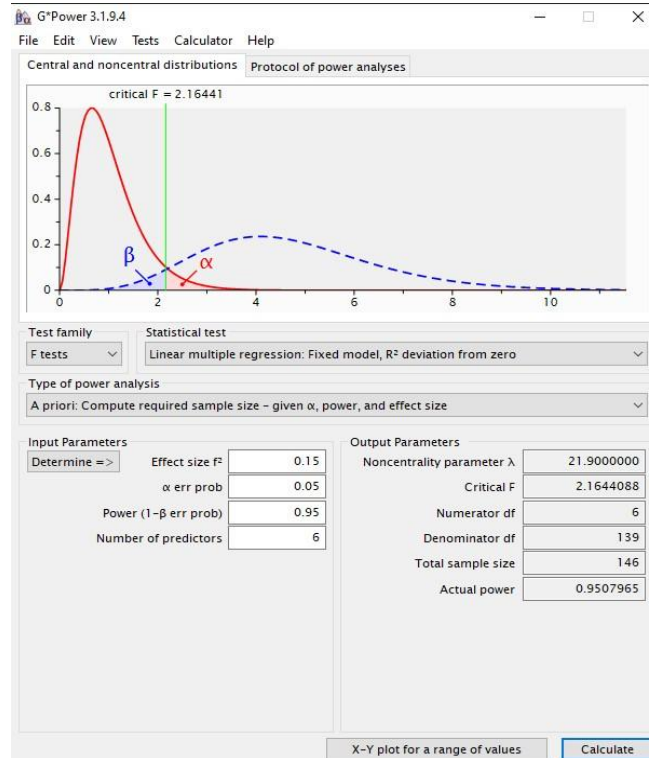 G*Power 3.1.9.4
File Edit View Tests Calculator Help
Central and noncentral distributions Protocol of power analyses
critical F = 2.16441
0.8
0.6
0.4
0.2
0
β
α
0 2 4 6 8 10
Test family Statistical test
F tests Linear multiple regression: Fixed model, R² deviation from zero
Type of power analysis
A priori: Compute required sample size – given α, power, and effect size
Input Parameters Output Parameters
Determine => Effect size f² 0.15 Noncentrality parameter λ 21.9000000
α err prob 0.05 Critical F 2.1644088
Power (1-β err prob) 0.95 Numerator df 6
Number of predictors 6 Denominator df 139
Total sample size 146
Actual power 0.9507965
X-Y plot for a range of values Calculate